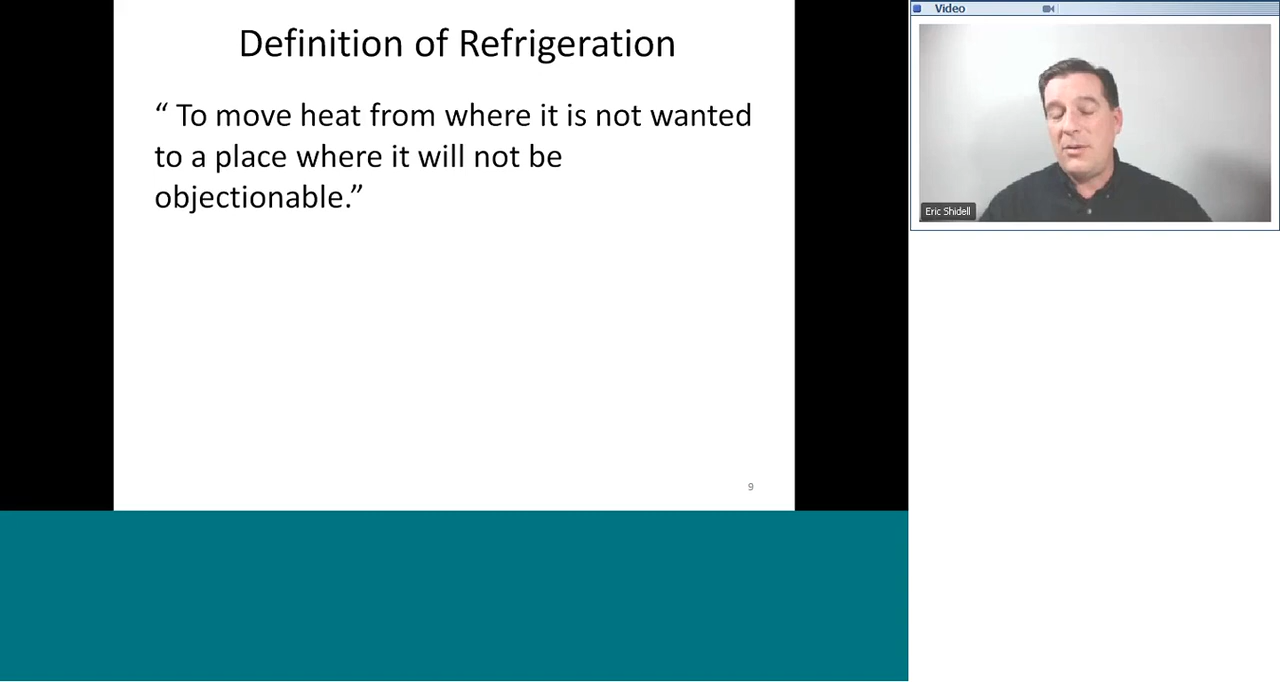 Definition of Refrigeration
“ To move heat from where it is not wanted
to a place where it will not be
objectionable.”
9
Video
Eric Shidell